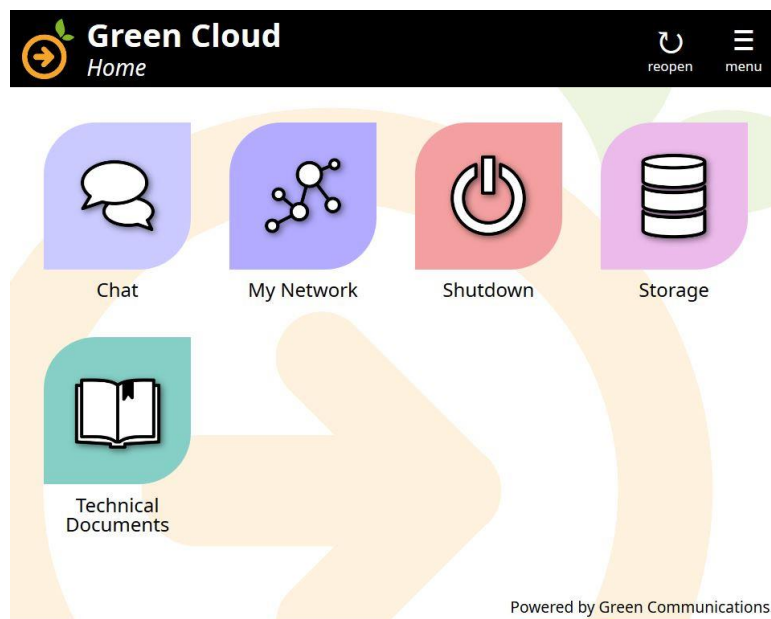 Green Cloud
Home
reopen
menu
Chat
My Network
Shutdown
Storage
Technical
Documents
Powered by Green Communications